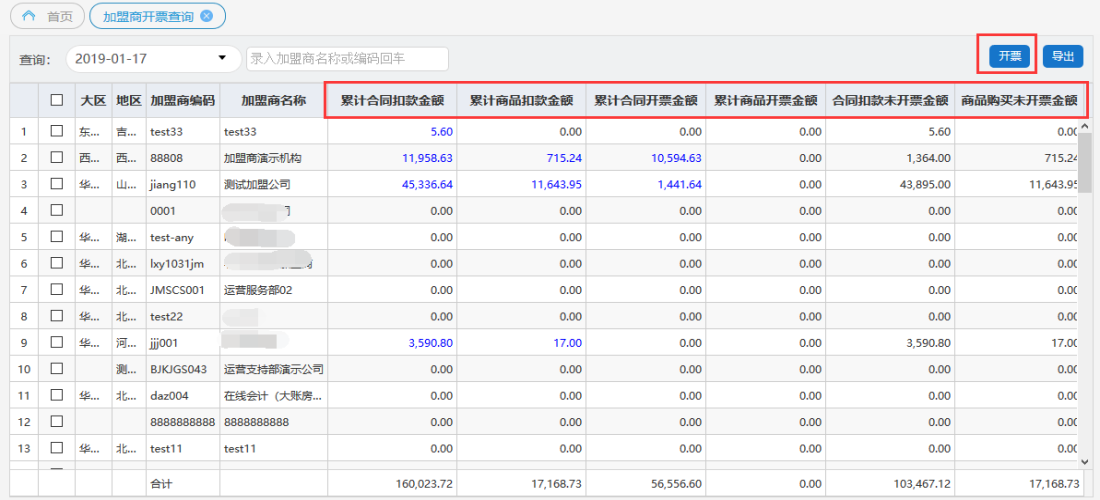 首页 加盟商开票查询
查询： 2019-01-17 录入加盟商名称或编码回车 开票 导出
大区 地区 加盟商编码 加盟商名称 累计合同扣款金额 累计商品扣款金额 累计合同开票金额 累计商品开票金额 合同扣款未开票金额 商品购买未开票金额
1 东... 吉... test33 test33 5.60 0.00 0.00 0.00 5.60 0.00
2 西... 西... 88808 加盟商演示机构 11,958.63 715.24 10,594.63 0.00 1,364.00 715.24
3 华... 山... jiang110 测试加盟公司 45,336.64 11,643.95 1,441.64 0.00 43,895.00 11,643.95
4 0001 0.00 0.00 0.00 0.00 0.00 0.00
5 华... 湖... test-any 0.00 0.00 0.00 0.00 0.00 0.00
6 华... 北... lxy1031jm 0.00 0.00 0.00 0.00 0.00 0.00
7 华... 北... JMSCS001 运营服务部02 0.00 0.00 0.00 0.00 0.00 0.00
8 华... 北... test22 0.00 0.00 0.00 0.00 0.00 0.00
9 华... 河... jjj001 3,590.80 17.00 0.00 0.00 3,590.80 17.00
10 测... BJKJGS043 运营支持部演示公司 0.00 0.00 0.00 0.00 0.00 0.00
11 华... 北... daz004 在线会计（大账房... 0.00 0.00 0.00 0.00 0.00 0.00
12 8888888888 8888888888 0.00 0.00 0.00 0.00 0.00 0.00
13 华... 北... test11 test11 0.00 0.00 0.00 0.00 0.00 0.00
合计 160,023.72 17,168.73 56,556.60 0.00 103,467.12 17,168.73